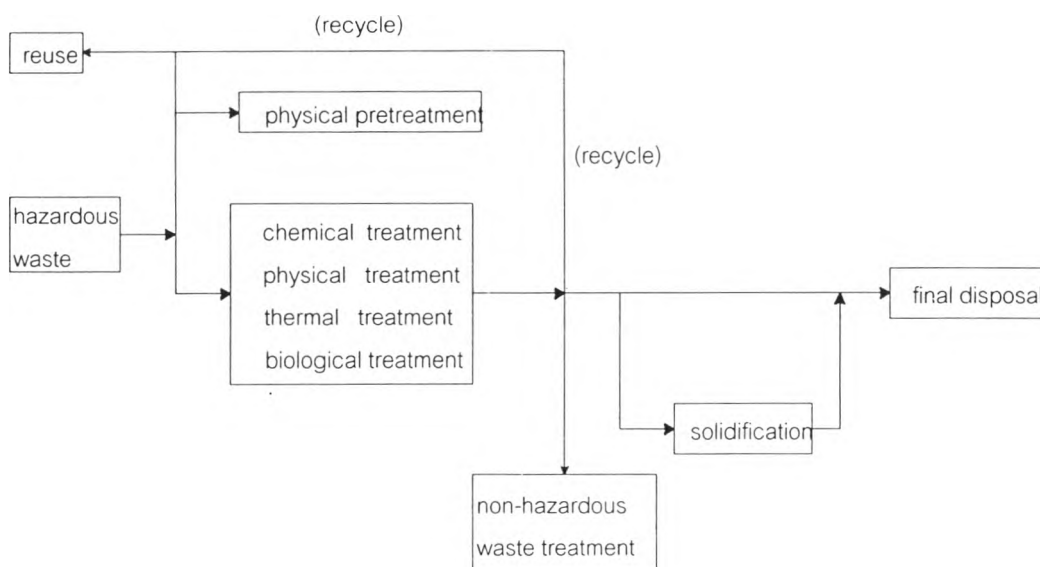 (recycle)
reuse
physical pretreatment
(recycle)
hazardous
waste
chemical treatment
physical treatment
thermal treatment
biological treatment
final disposal
solidification
non-hazardous
waste treatment